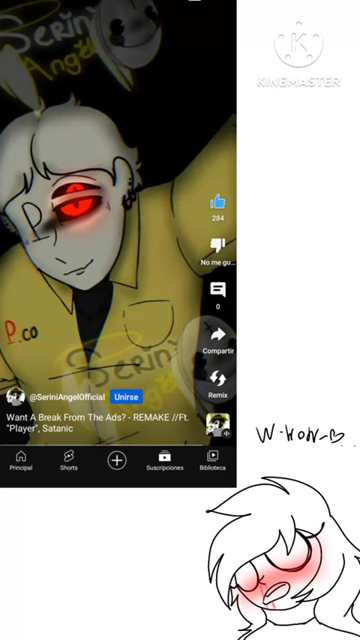 Serini
Angel
K
KINEMASTER
P
284
No me gu...
P.co
0
Serini
Compartir
@SeriniAngelOfficial Unirse
Remix
Want A Break From The Ads? - REMAKE //Ft.
"Player", Satanic
Principal Shorts Suscripciones Biblioteca